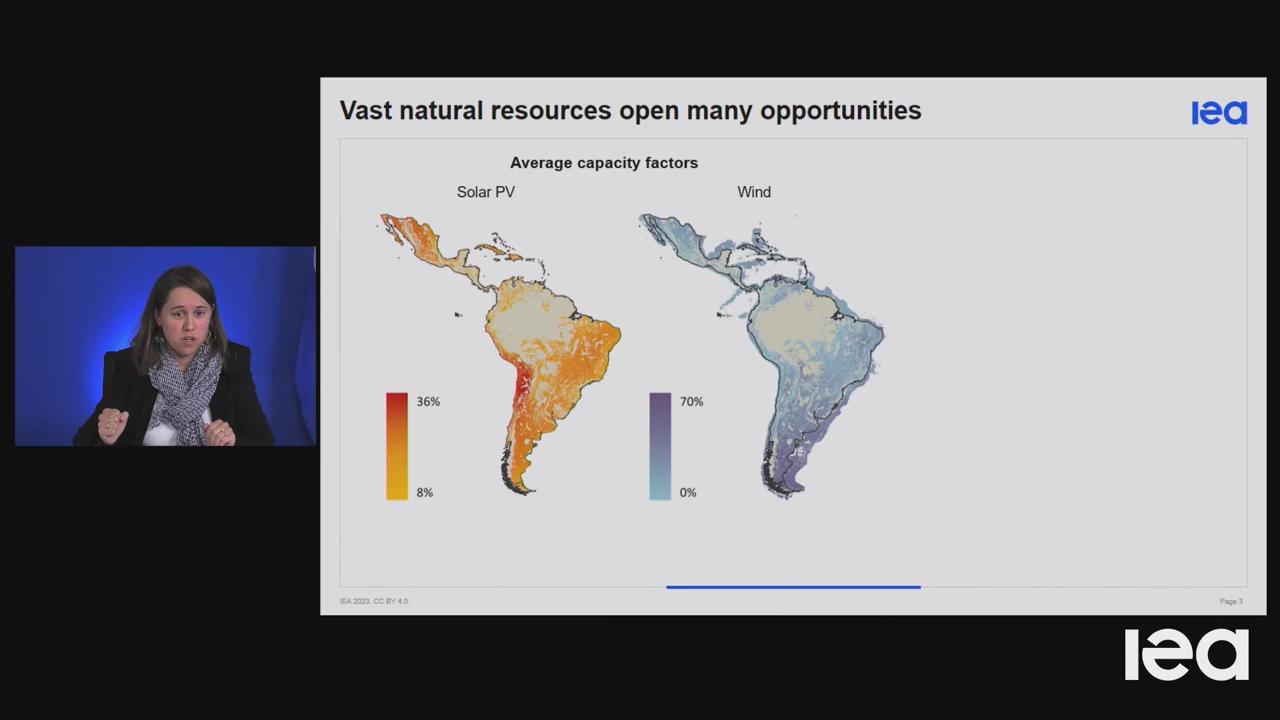 Vast natural resources open many opportunities
iea
Average capacity factors
Solar PV
Wind
36%
8%
70%
0%
IEA 2023. CC BY 4.0.
Page 3
iea